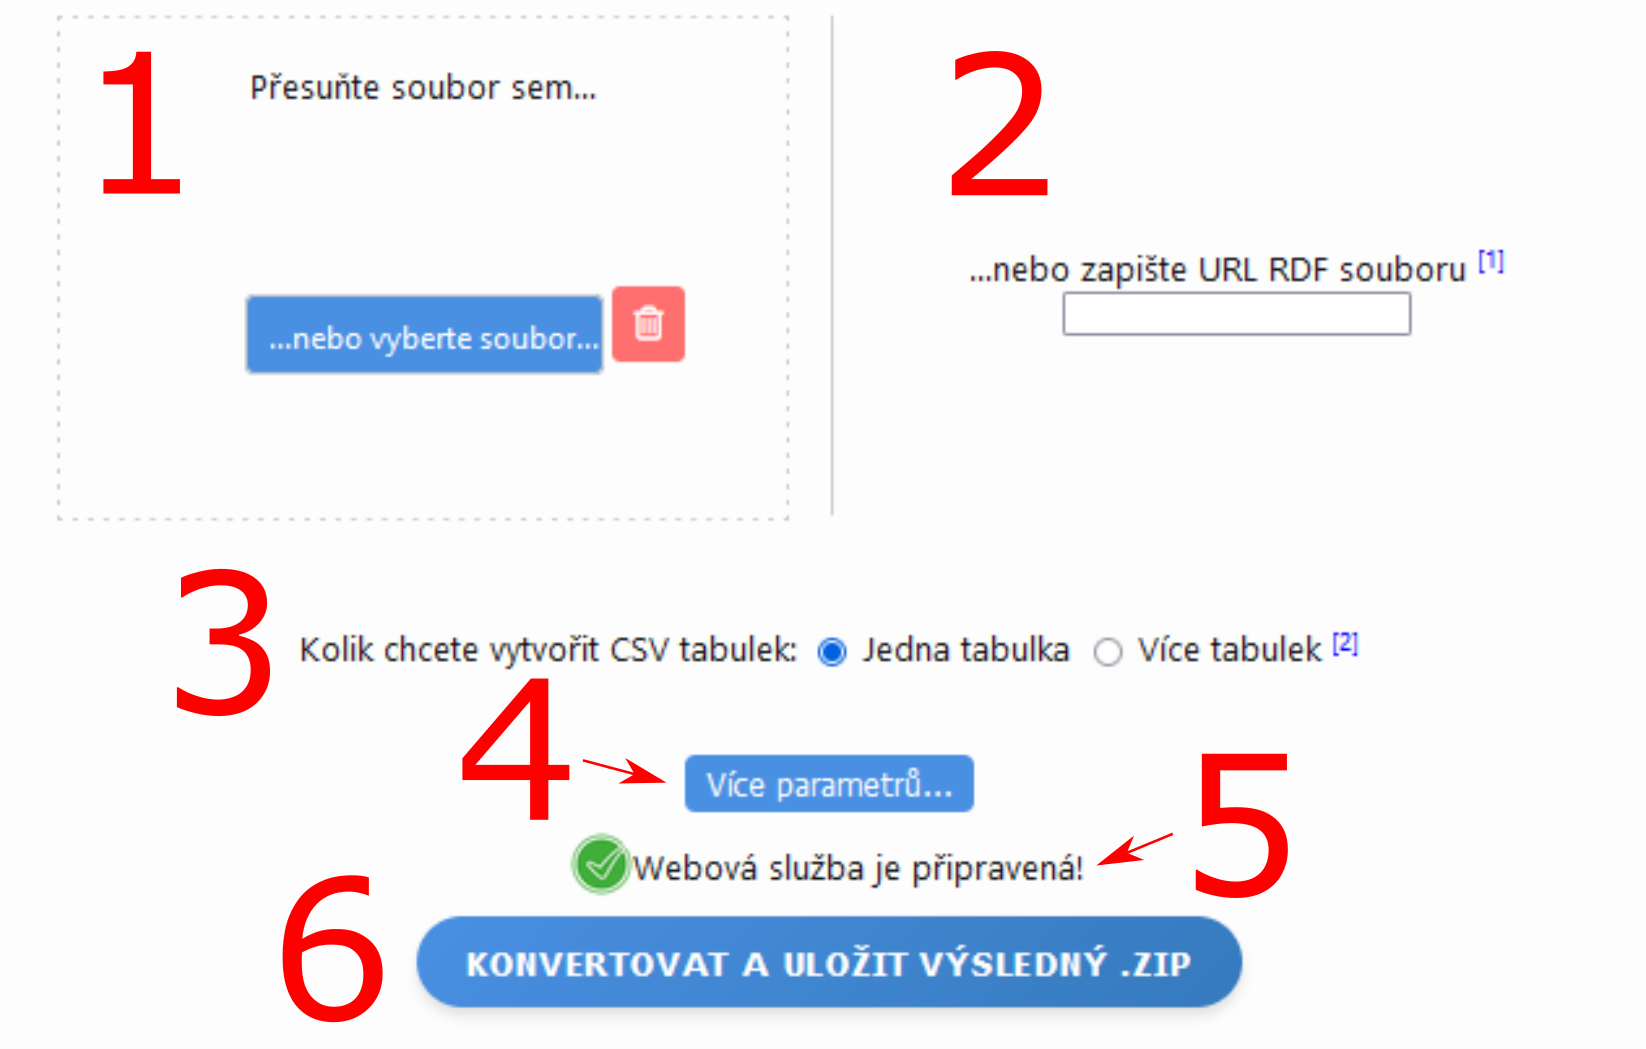 1
Přesuňte soubor sem...
...nebo vyberte soubor...
2
...nebo zapište URL RDF souboru [1]
3
Kolik chcete vytvořit CSV tabulek: Jedna tabulka Více tabulek [2]
4
Více parametrů...
5
Webová služba je připravená!
6
KONVERTOVAT A ULOŽIT VÝSLEDNÝ .ZIP